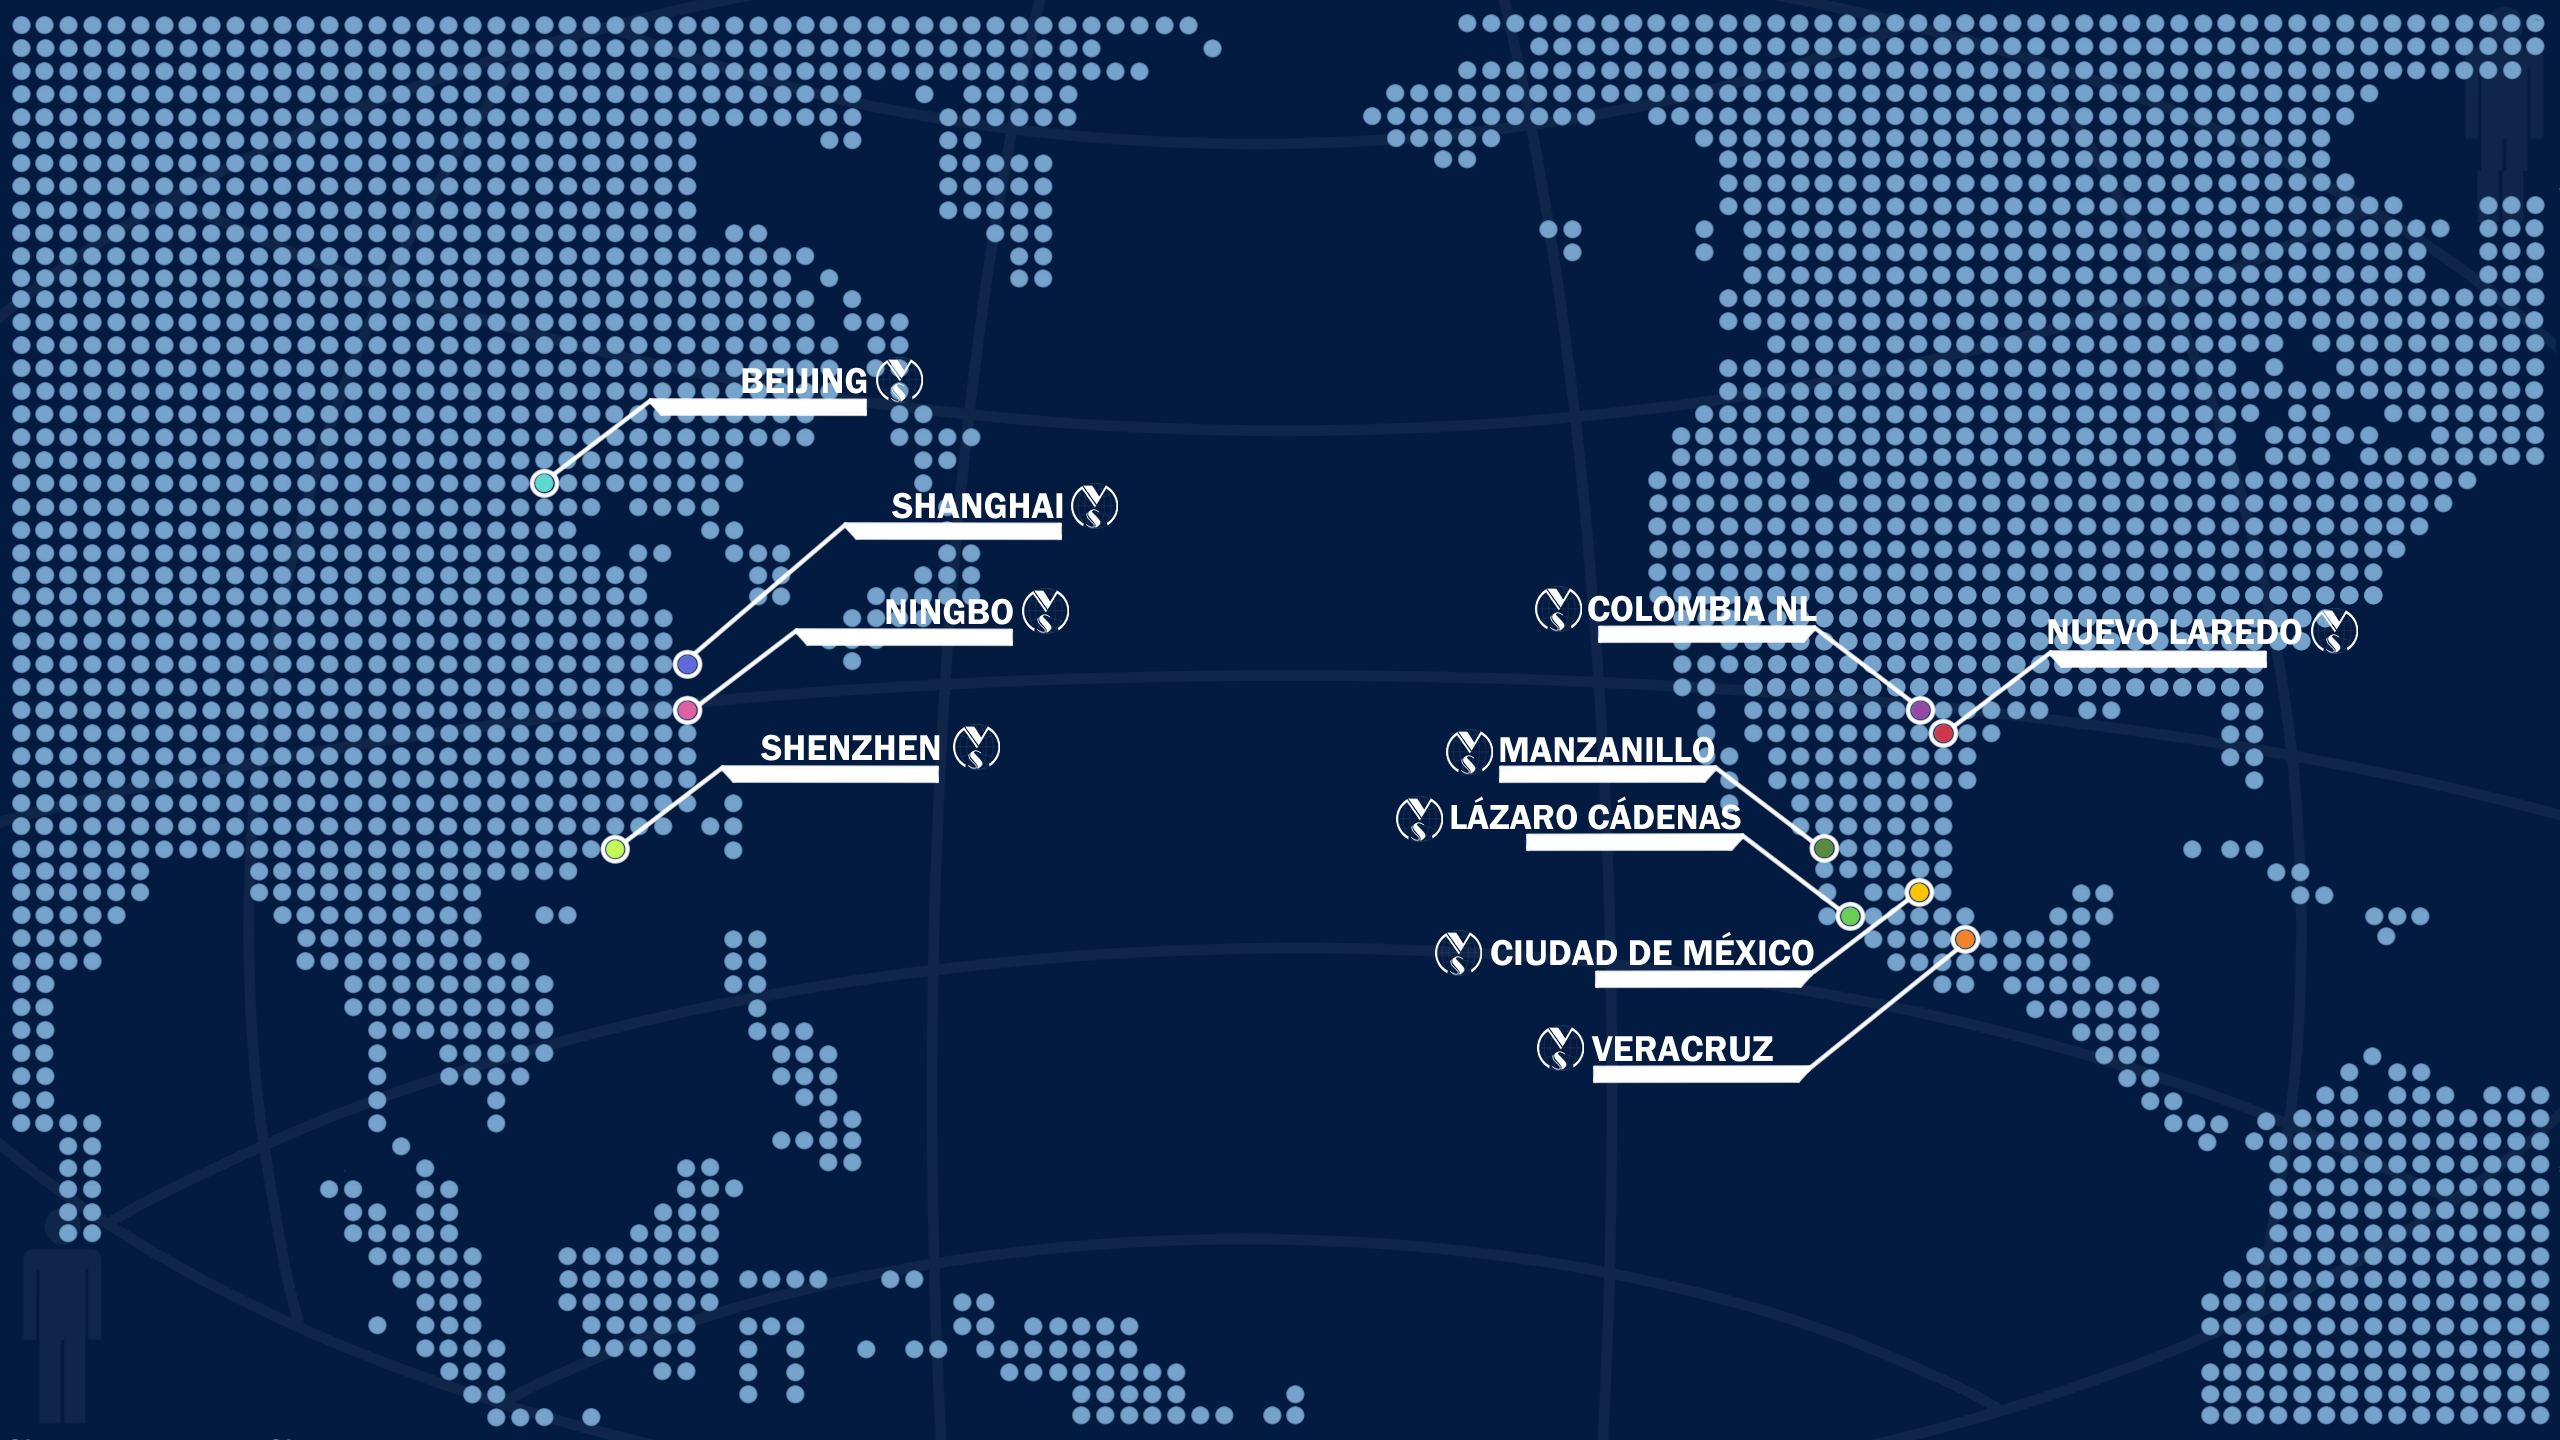 BEIJING
SHANGHAI
NINGBO
SHENZHEN
COLOMBIA NL
NUEVO LAREDO
MANZANILLO
LÁZARO CÁDENAS
CIUDAD DE MÉXICO
VERACRUZ